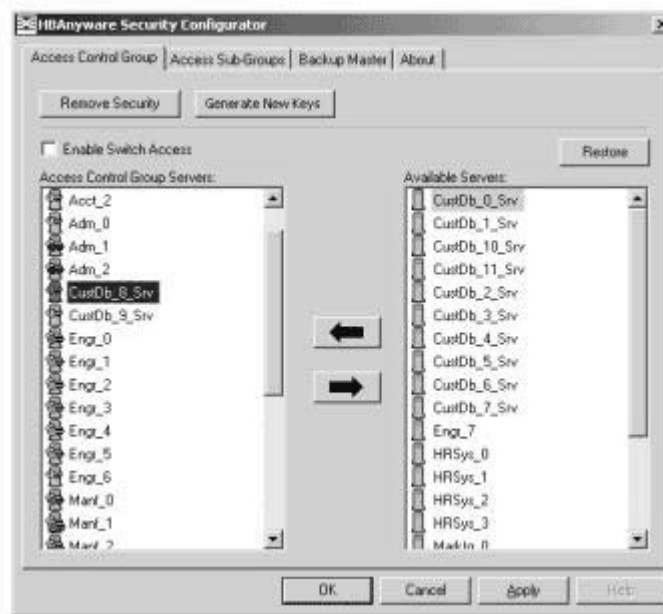 HBAnyware Security Configurator
Access Control Group
Access Sub-Groups
Backup Master
About
Remove Security
Generate New Keys
Enable Switch Access
Restore
Access Control Group Servers:
Acct_2
Adm_0
Adm_1
Adm_2
CustDb_8_Srv
CustDb_9_Srv
Engr_0
Engr_1
Engr_2
Engr_3
Engr_4
Engr_5
Engr_6
Manf_0
Manf_1
Manf_2
Available Servers:
CustDb_0_Srv
CustDb_1_Srv
CustDb_10_Srv
CustDb_11_Srv
CustDb_2_Srv
CustDb_3_Srv
CustDb_4_Srv
CustDb_5_Srv
CustDb_6_Srv
CustDb_7_Srv
Engr_7
HRSys_0
HRSys_1
HRSys_2
HRSys_3
Marktn_0
OK
Cancel
Apply
Help